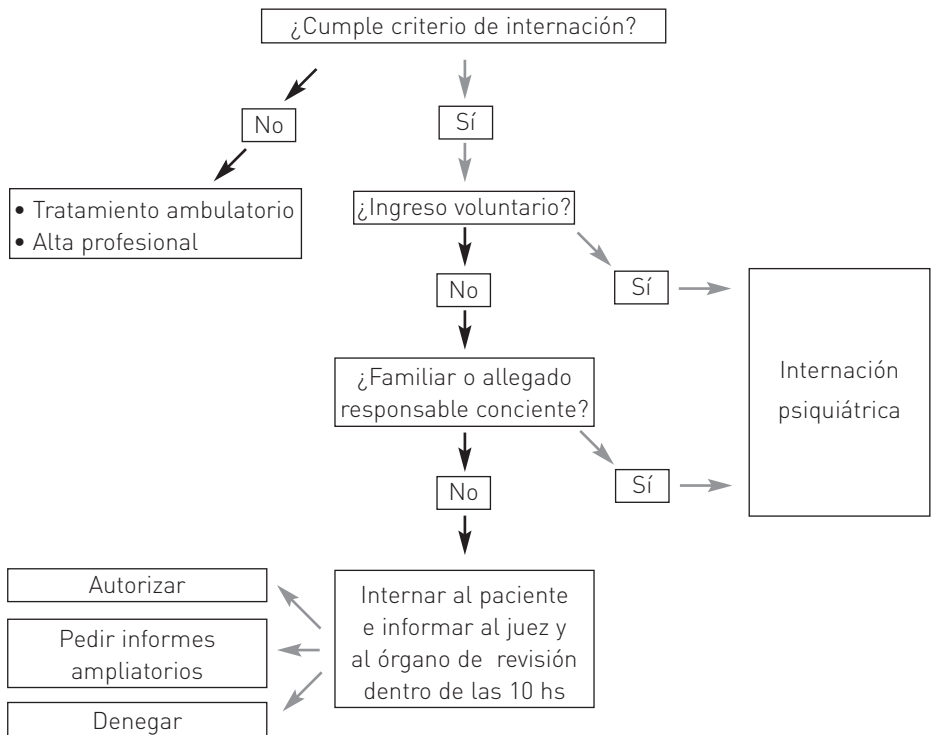 ¿Cumple criterio de internación?
No
Sí
• Tratamiento ambulatorio
• Alta profesional
¿Ingreso voluntario?
No
Sí
¿Familiar o allegado
responsable conciente?
Internación
psiquiátrica
No
Sí
Autorizar
Pedir informes
ampliatorios
Denegar
Internar al paciente
e informar al juez y
al órgano de revisión
dentro de las 10 hs